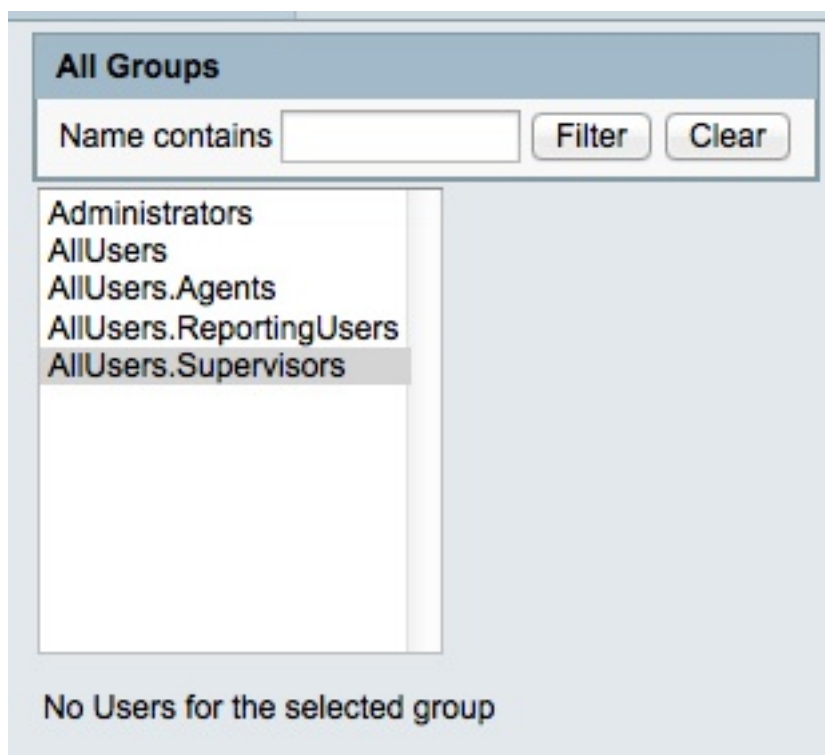 All Groups
Name contains Filter Clear
Administrators
AllUsers
AllUsers.Agents
AllUsers.ReportingUsers
AllUsers.Supervisors
No Users for the selected group